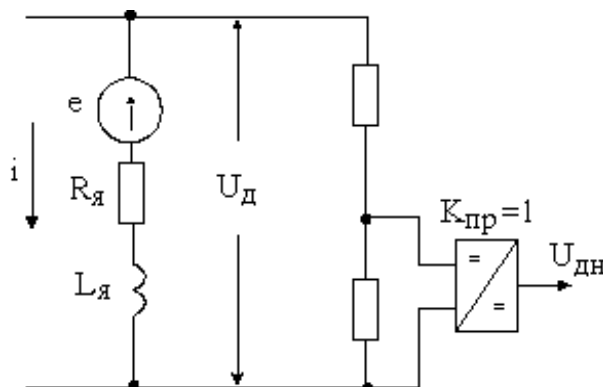 e
i
Rя
Uд
Kпр=1
=
=
Uдн
Lя